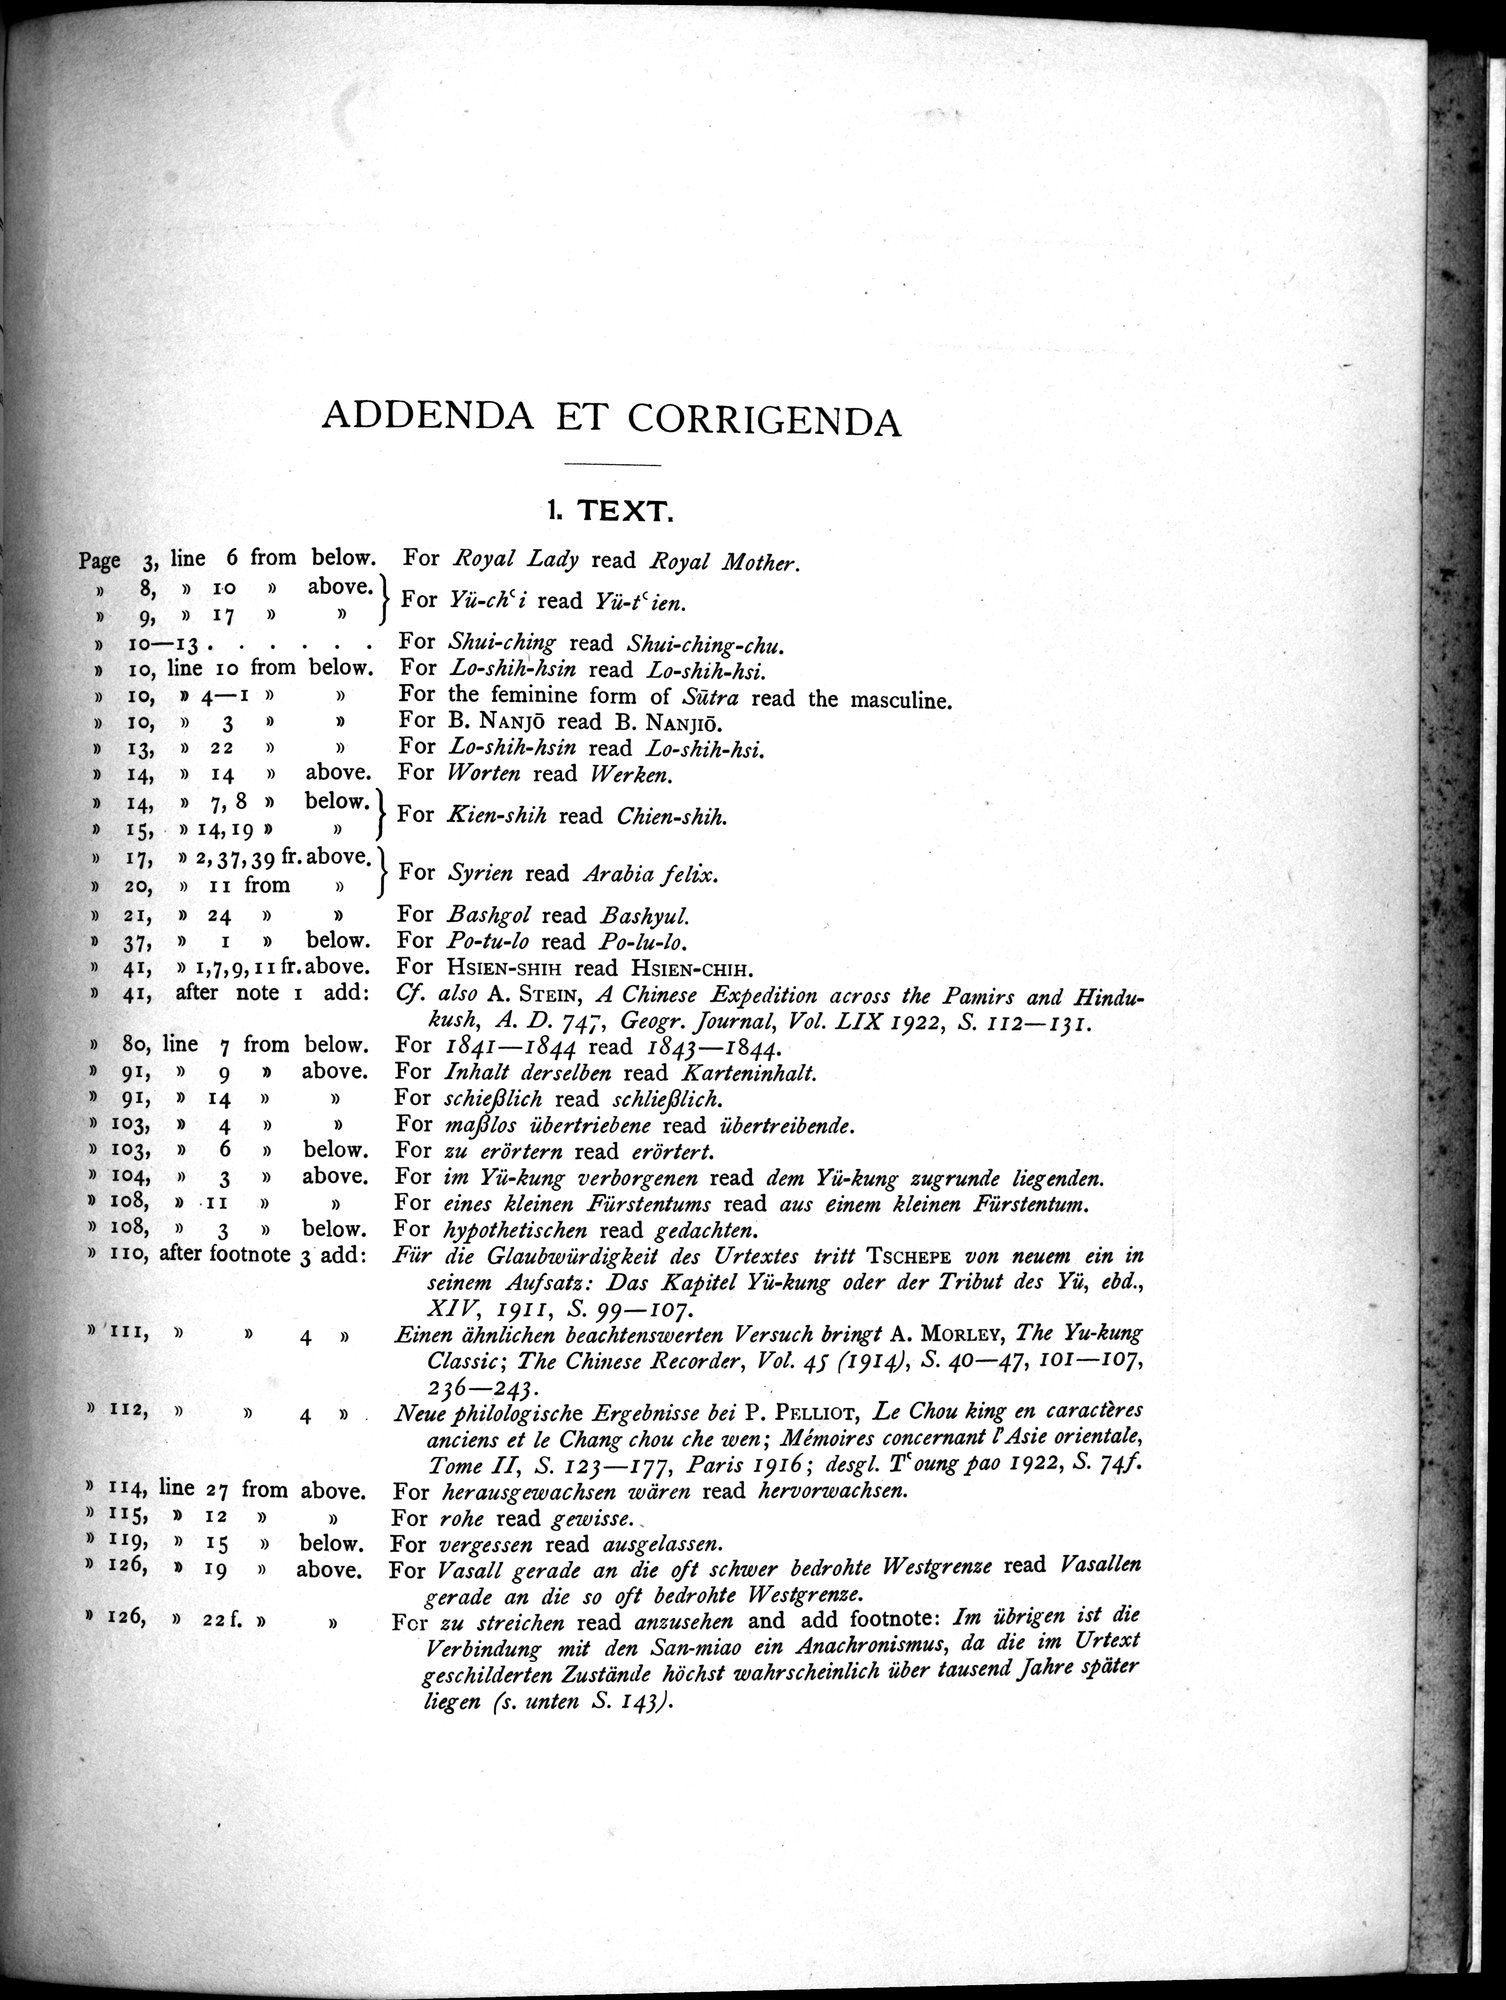 ADDENDA ET CORRIGENDA
1. TEXT.
Page 3, line 6 from below. For Royal Lady read Royal Mother.
» 8, » 10 » above.
» 9, » 17 » » } For Yü-chʿi read Yü-tʿien.
» 10—13 . . . . . . For Shui-ching read Shui-ching-chu.
» 10, line 10 from below. For Lo-shih-hsin read Lo-shih-hsi.
» 10, » 4—1 » » For the feminine form of Sūtra read the masculine.
» 10, » 3 » » For B. NANJŌ read B. NANJIŌ.
» 13, » 22 » » For Lo-shih-hsin read Lo-shih-hsi.
» 14, » 14 » above. For Worten read Werken.
» 14, » 7, 8 » below.
» 15, » 14, 19 » » } For Kien-shih read Chien-shih.
» 17, » 2, 37, 39 fr. above.
» 20, » 11 from » } For Syrien read Arabia felix.
» 21, » 24 » » For Bashgol read Bashyul.
» 37, » 1 » below. For Po-tu-lo read Po-lu-lo.
» 41, » 1, 7, 9, 11 fr. above. For HSIEN-SHIH read HSIEN-CHIH.
» 41, after note 1 add: Cf. also A. STEIN, A Chinese Expedition across the Pamirs and Hindu-
kush, A. D. 747, Geogr. Journal, Vol. LIX 1922, S. 112—131.
» 80, line 7 from below. For 1841—1844 read 1843—1844.
» 91, » 9 » above. For Inhalt derselben read Karteninhalt.
» 91, » 14 » » For schießlich read schließlich.
» 103, » 4 » » For maßlos übertriebene read übertreibende.
» 103, » 6 » below. For zu erörtern read erörtert.
» 104, » 3 » above. For im Yü-kung verborgenen read dem Yü-kung zugrunde liegenden.
» 108, » 11 » » For eines kleinen Fürstentums read aus einem kleinen Fürstentum.
» 108, » 3 » below. For hypothetischen read gedachten.
» 110, after footnote 3 add: Für die Glaubwürdigkeit des Urtextes tritt TSCHEPE von neuem ein in
seinem Aufsatz: Das Kapitel Yü-kung oder der Tribut des Yü, ebd.,
XIV, 1911, S. 99—107.
» 111, » » 4 » Einen ähnlichen beachtenswerten Versuch bringt A. MORLEY, The Yu-kung
Classic; The Chinese Recorder, Vol. 45 (1914), S. 40—47, 101—107,
236—243.
» 112, » » 4 » Neue philologische Ergebnisse bei P. PELLIOT, Le Chou king en caractères
anciens et le Chang chou che wen; Mémoires concernant l'Asie orientale,
Tome II, S. 123—177, Paris 1916; desgl. Tʿoung pao 1922, S. 74f.
» 114, line 27 from above. For herausgewachsen wären read hervorwachsen.
» 115, » 12 » » For rohe read gewisse.
» 119, » 15 » below. For vergessen read ausgelassen.
» 126, » 19 » above. For Vasall gerade an die oft schwer bedrohte Westgrenze read Vasallen
gerade an die so oft bedrohte Westgrenze.
» 126, » 22 f. » » For zu streichen read anzusehen and add footnote: Im übrigen ist die
Verbindung mit den San-miao ein Anachronismus, da die im Urtext
geschilderten Zustände höchst wahrscheinlich über tausend Jahre später
liegen (s. unten S. 143).